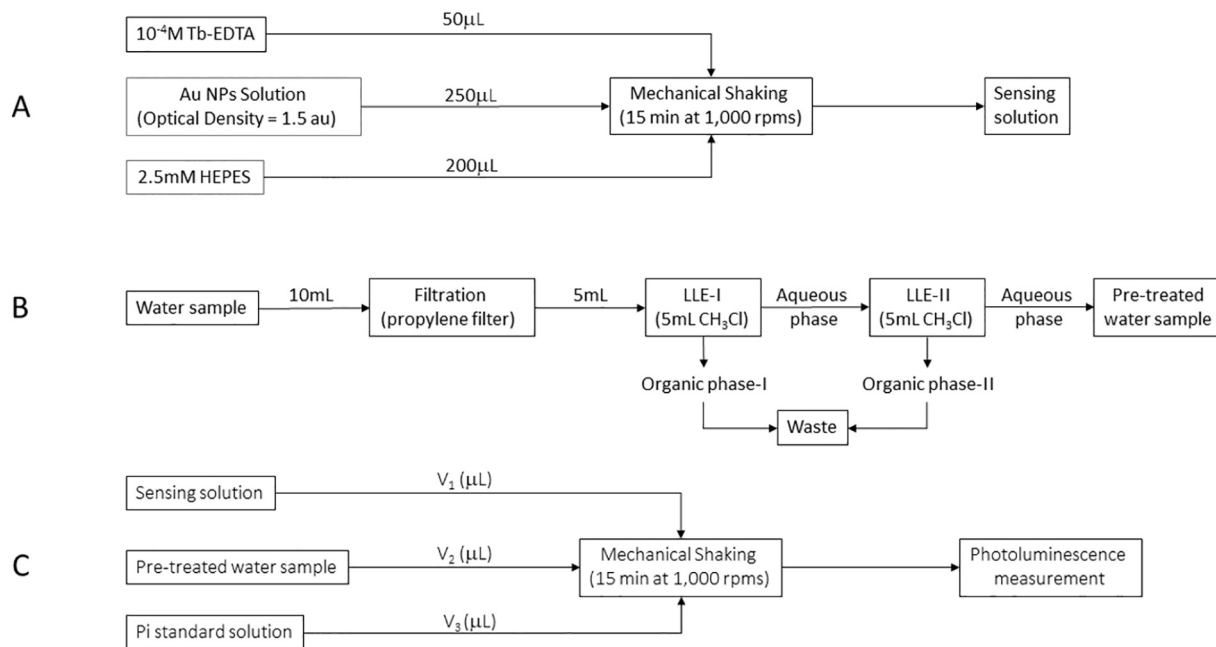 A
10⁻⁴M Tb-EDTA
50μL
Au NPs Solution
(Optical Density = 1.5 au)
250μL
2.5mM HEPES
200μL
Mechanical Shaking
(15 min at 1,000 rpms)
Sensing
solution
B
Water sample
10mL
Filtration
(propylene filter)
5mL
LLE-I
(5mL CH₃Cl)
Aqueous
phase
LLE-II
(5mL CH₃Cl)
Aqueous
phase
Pre-treated
water sample
Organic phase-I
Organic phase-II
Waste
C
Sensing solution
V₁ (μL)
Pre-treated water sample
V₂ (μL)
Pi standard solution
V₃ (μL)
Mechanical Shaking
(15 min at 1,000 rpms)
Photoluminescence
measurement